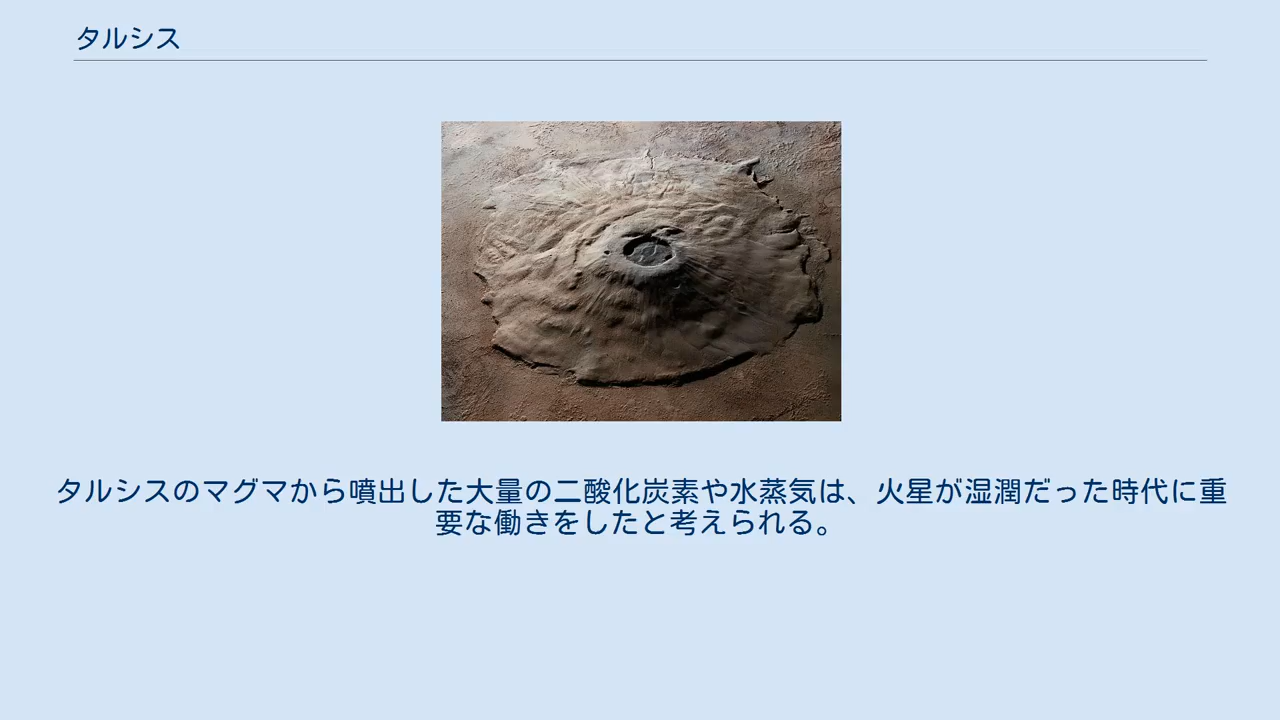 タルシス
タルシスのマグマから噴出した大量の二酸化炭素や水蒸気は、火星が湿潤だった時代に重
要な働きをしたと考えられる。